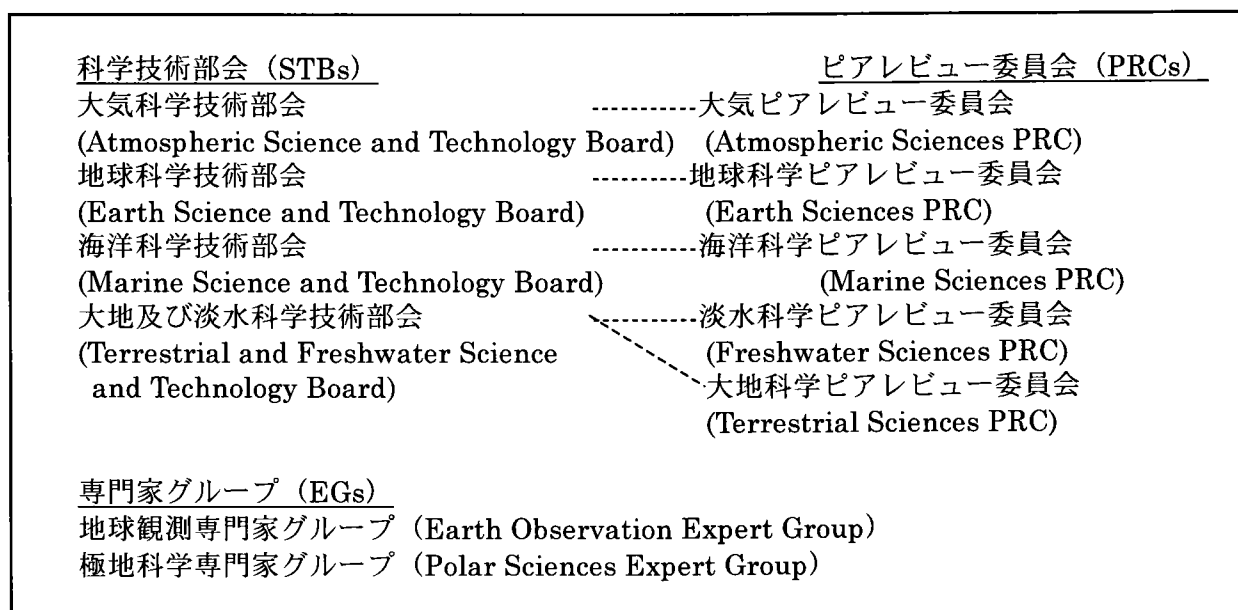 科学技術部会（STBs） ピアレビュー委員会（PRCs）
大気科学技術部会 ----------大気ピアレビュー委員会
(Atmospheric Science and Technology Board) (Atmospheric Sciences PRC)
地球科学技術部会 ----------地球科学ピアレビュー委員会
(Earth Science and Technology Board) (Earth Sciences PRC)
海洋科学技術部会 ----------海洋科学ピアレビュー委員会
(Marine Science and Technology Board) (Marine Sciences PRC)
大地及び淡水科学技術部会 ----------淡水科学ピアレビュー委員会
(Terrestrial and Freshwater Science (Freshwater Sciences PRC)
and Technology Board) 大地科学ピアレビュー委員会
(Terrestrial Sciences PRC)
専門家グループ（EGs）
地球観測専門家グループ（Earth Observation Expert Group）
極地科学専門家グループ（Polar Sciences Expert Group）